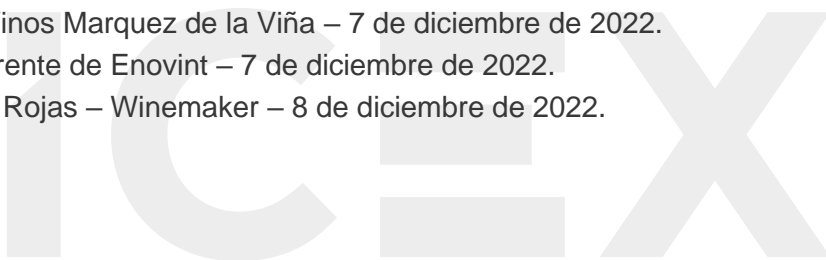 Vinos Marquez de la Viña – 7 de diciembre de 2022.
rente de Enovint – 7 de diciembre de 2022.
Rojas – Winemaker – 8 de diciembre de 2022.
ICEX